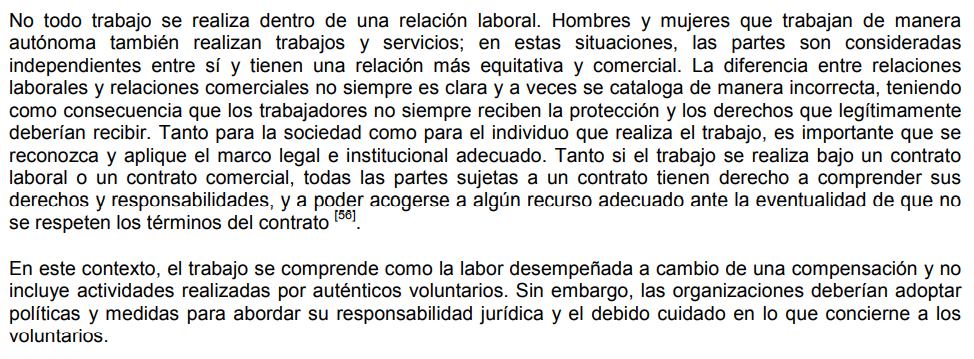 No todo trabajo se realiza dentro de una relación laboral. Hombres y mujeres que trabajan de manera
autónoma también realizan trabajos y servicios; en estas situaciones, las partes son consideradas
independientes entre sí y tienen una relación más equitativa y comercial. La diferencia entre relaciones
laborales y relaciones comerciales no siempre es clara y a veces se cataloga de manera incorrecta, teniendo
como consecuencia que los trabajadores no siempre reciben la protección y los derechos que legítimamente
deberían recibir. Tanto para la sociedad como para el individuo que realiza el trabajo, es importante que se
reconozca y aplique el marco legal e institucional adecuado. Tanto si el trabajo se realiza bajo un contrato
laboral o un contrato comercial, todas las partes sujetas a un contrato tienen derecho a comprender sus
derechos y responsabilidades, y a poder acogerse a algún recurso adecuado ante la eventualidad de que no
se respeten los términos del contrato [56].
En este contexto, el trabajo se comprende como la labor desempeñada a cambio de una compensación y no
incluye actividades realizadas por auténticos voluntarios. Sin embargo, las organizaciones deberían adoptar
políticas y medidas para abordar su responsabilidad jurídica y el debido cuidado en lo que concierne a los
voluntarios.